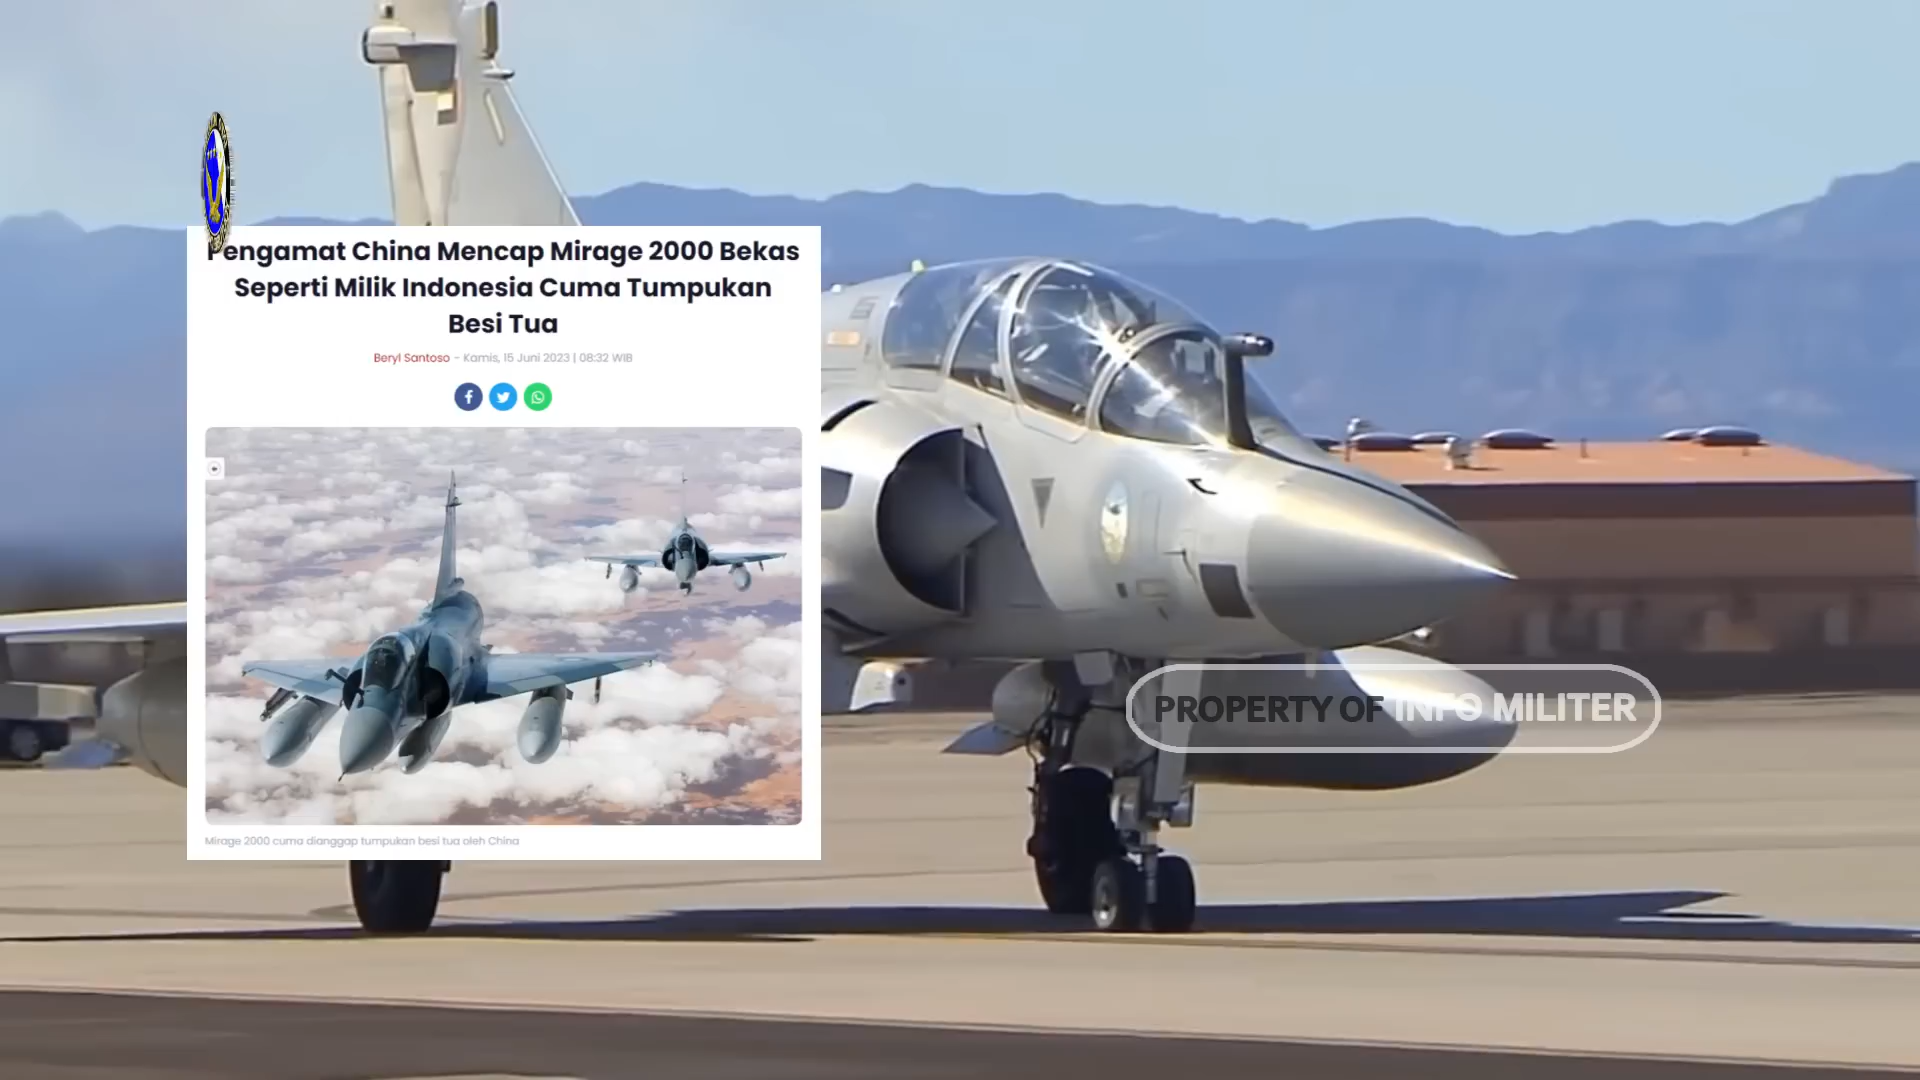 Pengamat China Mencap Mirage 2000 Bekas
Seperti Milik Indonesia Cuma Tumpukan
Besi Tua
Beryl Santoso - Kamis, 15 Juni 2023 | 08:32 WIB
Mirage 2000 cuma dianggap tumpukan besi tua oleh China
PROPERTY OF INFO MILITER